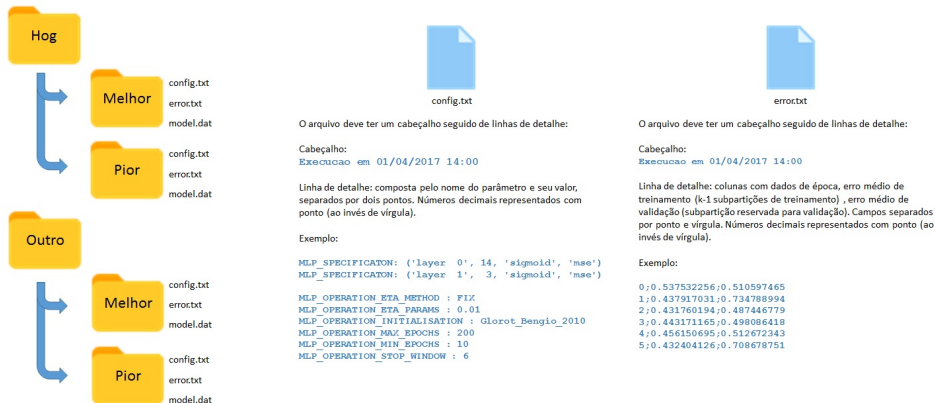 Hog
Melhor
config.txt
error.txt
model.dat
Pior
config.txt
error.txt
model.dat
Outro
Melhor
config.txt
error.txt
model.dat
Pior
config.txt
error.txt
model.dat
config.txt
O arquivo deve ter um cabeçalho seguido de linhas de detalhe:
Cabeçalho:
Execucao em 01/04/2017 14:00
Linha de detalhe: composta pelo nome do parâmetro e seu valor,
separados por dois pontos. Números decimais representados com
ponto (ao invés de vírgula).
Exemplo:
MLP_SPECIFICATON: ('layer 0', 14, 'sigmoid', 'mse')
MLP_SPECIFICATON: ('layer 1', 3, 'sigmoid', 'mse')
MLP_OPERATION_ETA_METHOD : FIX
MLP_OPERATION_ETA_PARAMS : 0.01
MLP_OPERATION_INITIALISATION : Glorot_Bengio_2010
MLP_OPERATION_MAX_EPOCHS : 200
MLP_OPERATION_MIN_EPOCHS : 10
MLP_OPERATION_STOP_WINDOW : 6
error.txt
O arquivo deve ter um cabeçalho seguido de linhas de detalhe:
Cabeçalho:
Execucao em 01/04/2017 14:00
Linha de detalhe: colunas com dados de época, erro médio de
treinamento (k-1 subpartições de treinamento) , erro médio de
validação (subpartição reservada para validação). Campos separados
por ponto e vírgula. Números decimais representados com ponto (ao
invés de vírgula).
Exemplo:
0;0.537532256;0.510597465
1;0.437917031;0.734788994
2;0.431760194;0.487446779
3;0.443171165;0.498086418
4;0.456150695;0.512672343
5;0.432404126;0.708678751